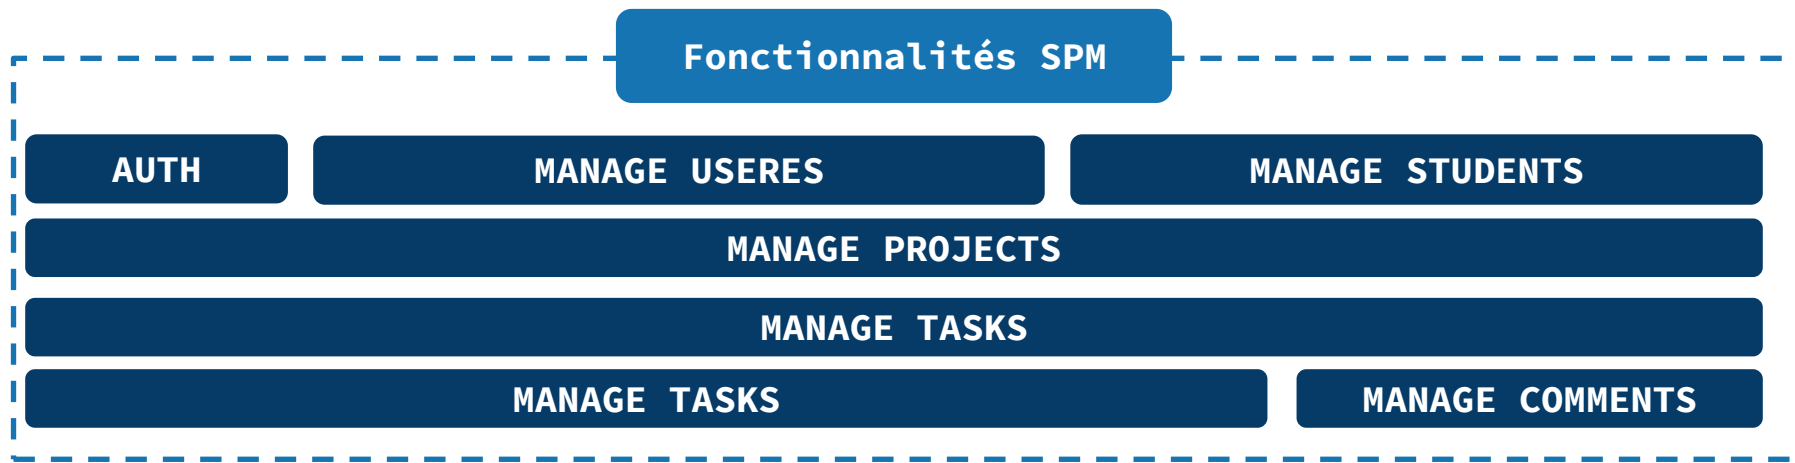 Fonctionnalités SPM
AUTH
MANAGE USERES
MANAGE STUDENTS
MANAGE PROJECTS
MANAGE TASKS
MANAGE TASKS
MANAGE COMMENTS